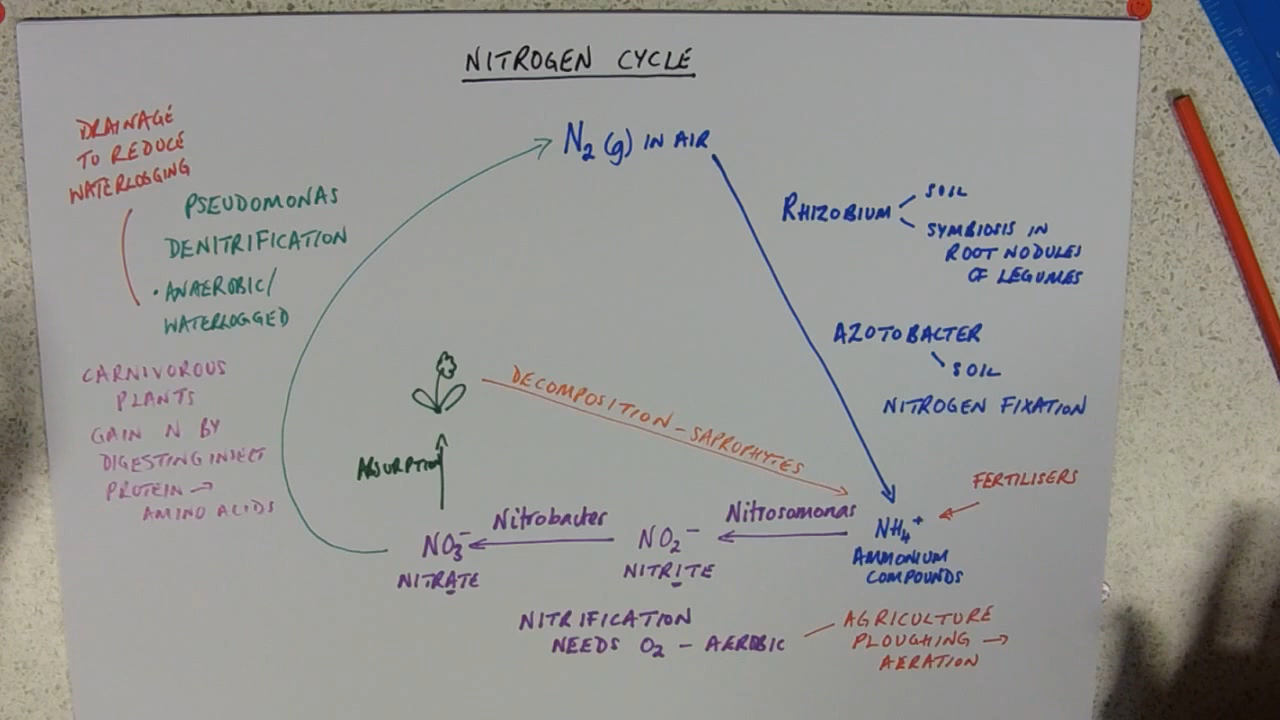 NITROGEN CYCLE
N₂ (g) IN AIR
DRAINAGE
TO REDUCE
WATERLOGGING
PSEUDOMONAS
DENITRIFICATION
• ANAEROBIC/
WATERLOGGED
CARNIVOROUS
PLANTS
GAIN N BY
DIGESTING INSECT
PROTEIN →
AMINO ACIDS
RHIZOBIUM
SOIL
SYMBIOSIS IN
ROOT NODULES
OF LEGUMES
AZOTOBACTER
SOIL
NITROGEN FIXATION
DECOMPOSITION - SAPROPHYTES
ABSORPTION
FERTILISERS
NH₄⁺
AMMONIUM
COMPOUNDS
Nitrosomonas
NO₂⁻
NITRITE
Nitrobacter
NO₃⁻
NITRATE
NITRIFICATION
NEEDS O₂ - AEROBIC
AGRICULTURE
PLOUGHING →
AERATION